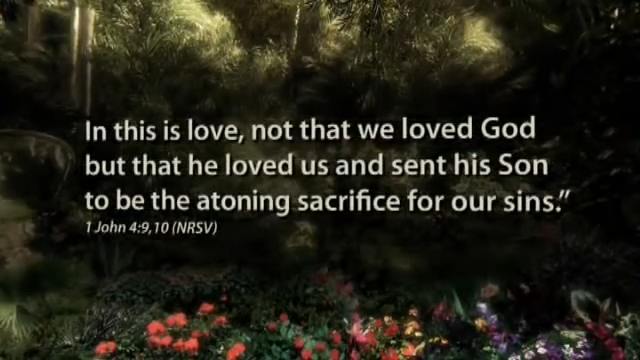 In this is love, not that we loved God
but that he loved us and sent his Son
to be the atoning sacrifice for our sins.”
1 John 4:9,10 (NRSV)